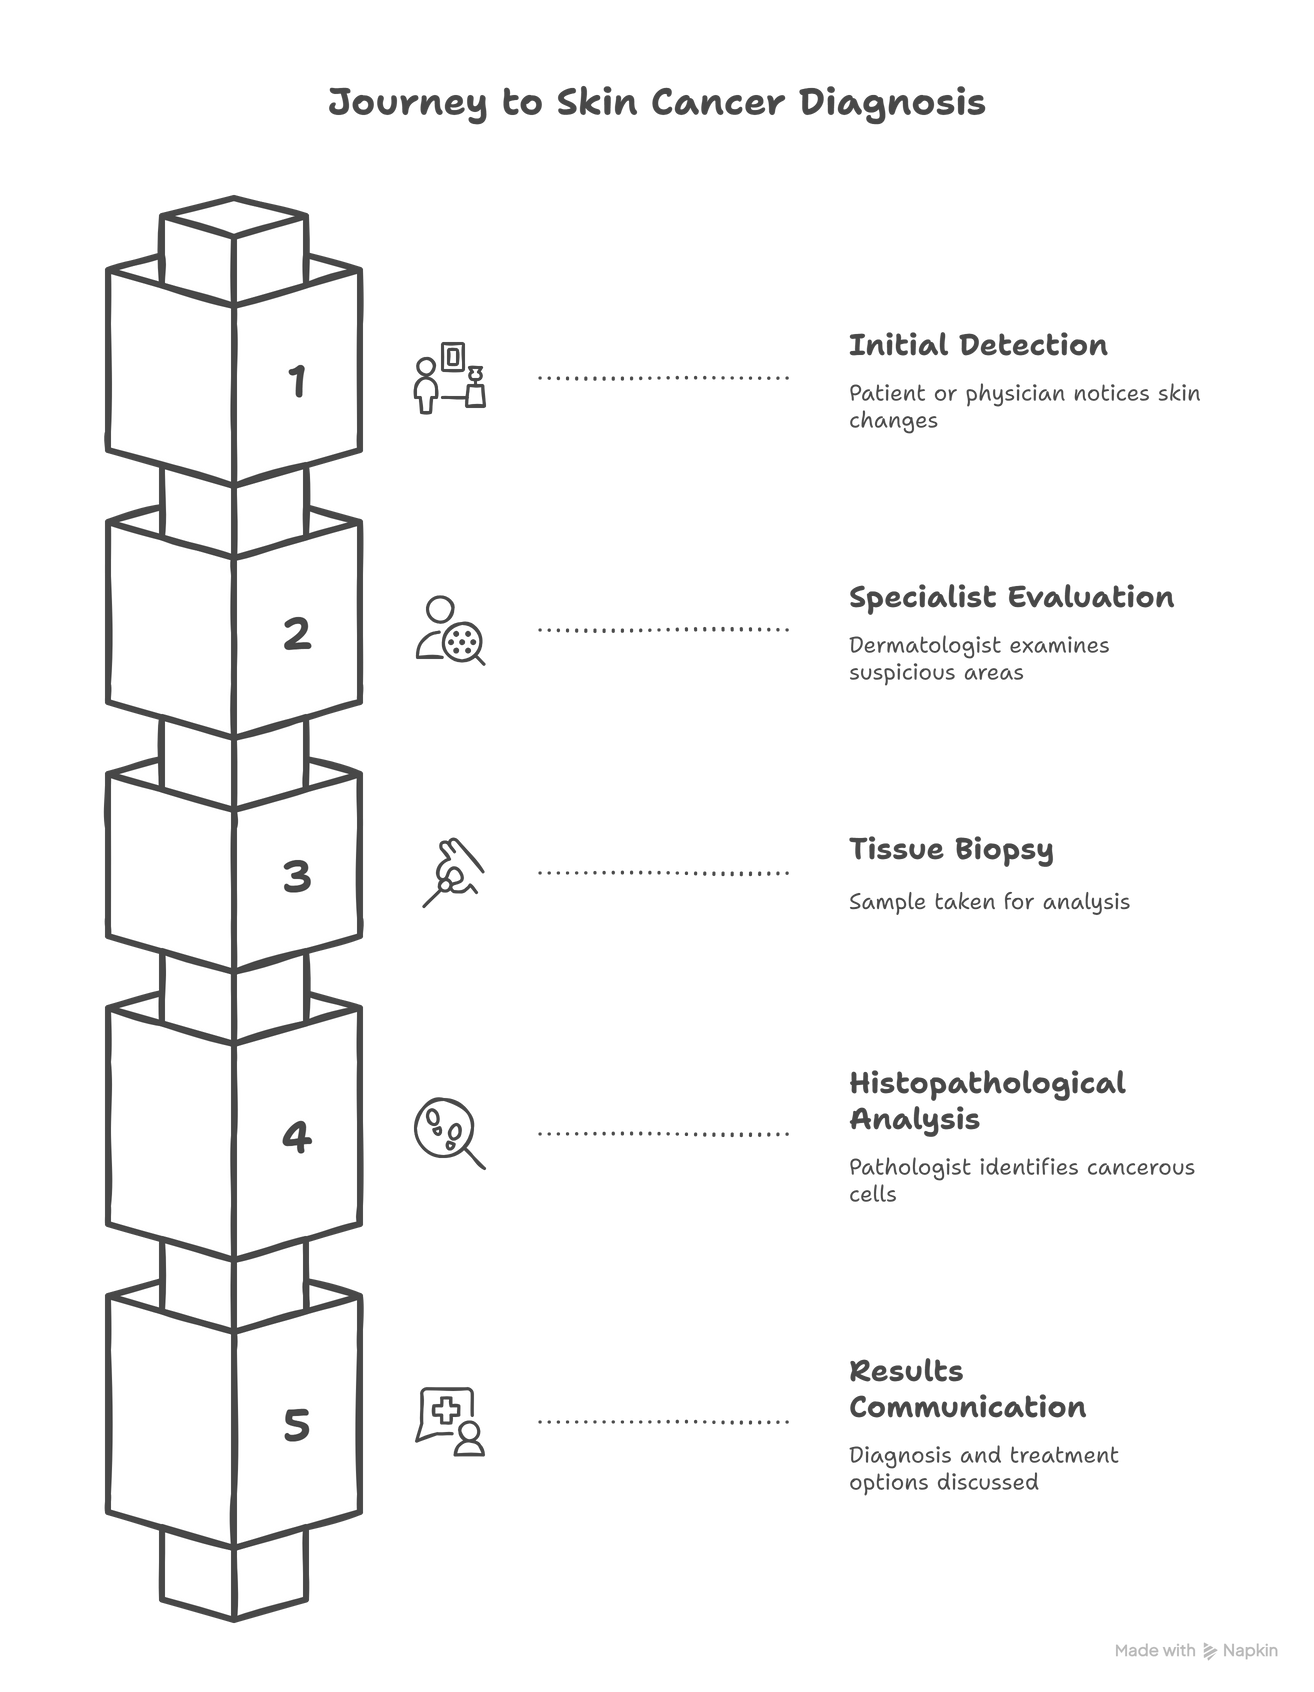 Journey to Skin Cancer Diagnosis
1
Initial Detection
Patient or physician notices skin
changes
2
Specialist Evaluation
Dermatologist examines
suspicious areas
3
Tissue Biopsy
Sample taken for analysis
4
Histopathological
Analysis
Pathologist identifies cancerous
cells
5
Results
Communication
Diagnosis and treatment
options discussed
Made with Napkin